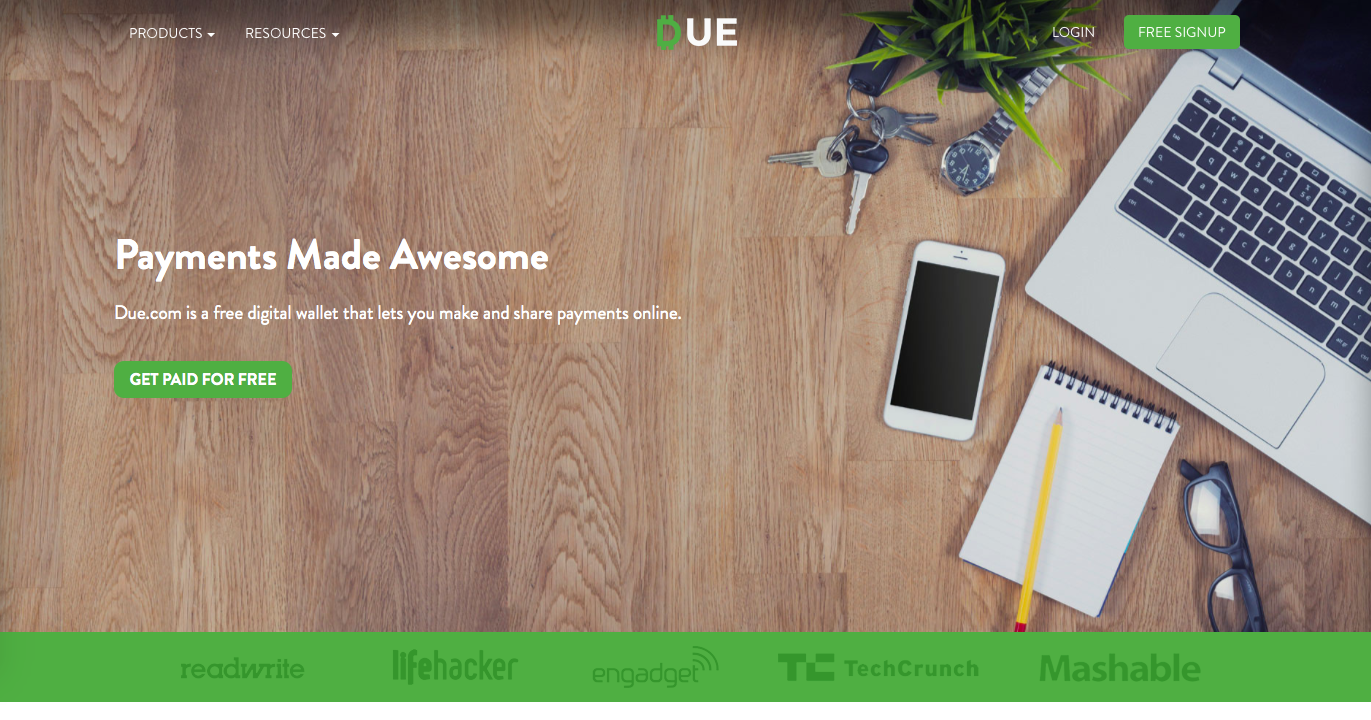 PRODUCTS
RESOURCES
DUE
LOGIN
FREE SIGNUP
Payments Made Awesome
Due.com is a free digital wallet that lets you make and share payments online.
GET PAID FOR FREE
readwrite
lifehacker
engadget
TC TechCrunch
Mashable